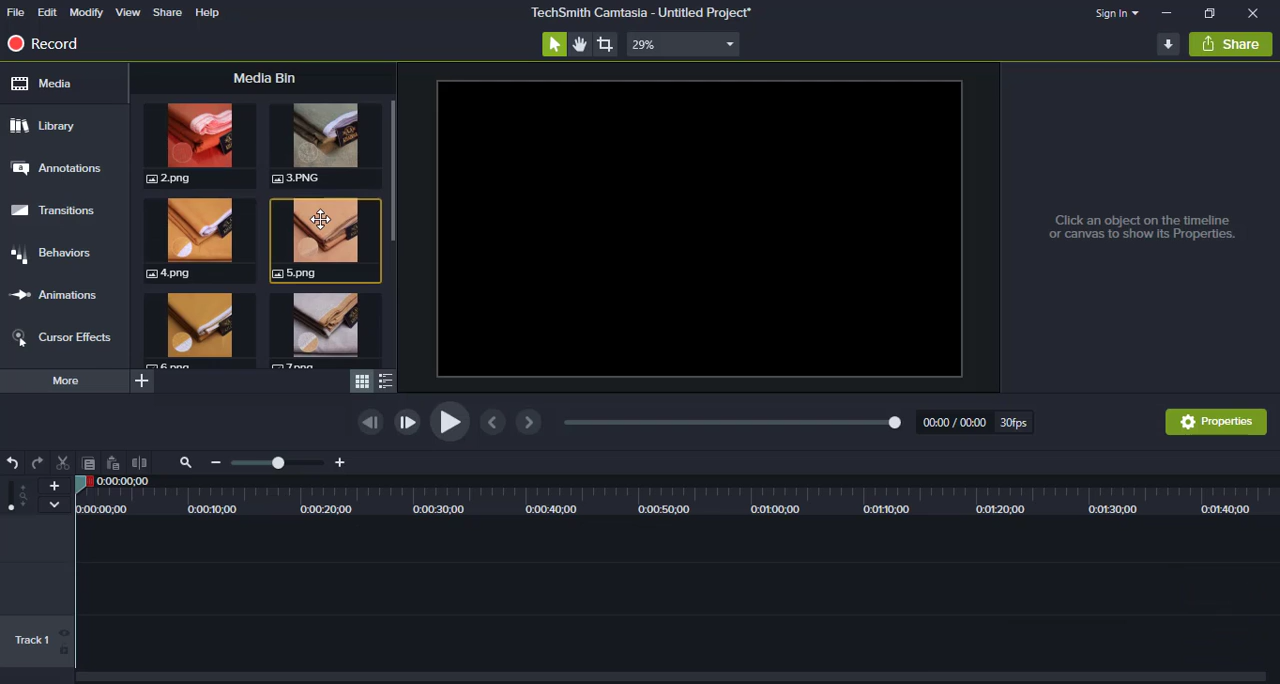 File Edit Modify View Share Help
TechSmith Camtasia - Untitled Project*
Sign In
Record
29%
Share
Media
Media Bin
Library
Annotations
Transitions
Behaviors
Animations
Cursor Effects
More
2.png
3.PNG
4.png
5.png
6.png
7.png
Click an object on the timeline
or canvas to show its Properties.
00:00 / 00:00
30fps
Properties
0:00:00;00
0:00:00;00 0:00:10;00 0:00:20;00 0:00:30;00 0:00:40;00 0:00:50;00 0:01:00;00 0:01:10;00 0:01:20;00 0:01:30;00 0:01:40;00
Track 1